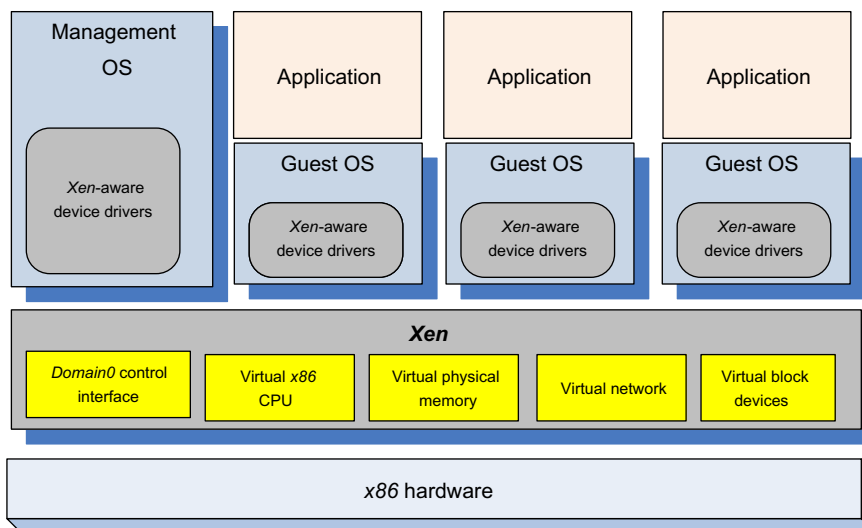 Management
OS
Application
Application
Application
Guest OS
Guest OS
Guest OS
Xen-aware
device drivers
Xen-aware
device drivers
Xen-aware
device drivers
Xen-aware
device drivers
Xen
Domain0 control
interface
Virtual x86
CPU
Virtual physical
memory
Virtual network
Virtual block
devices
x86 hardware